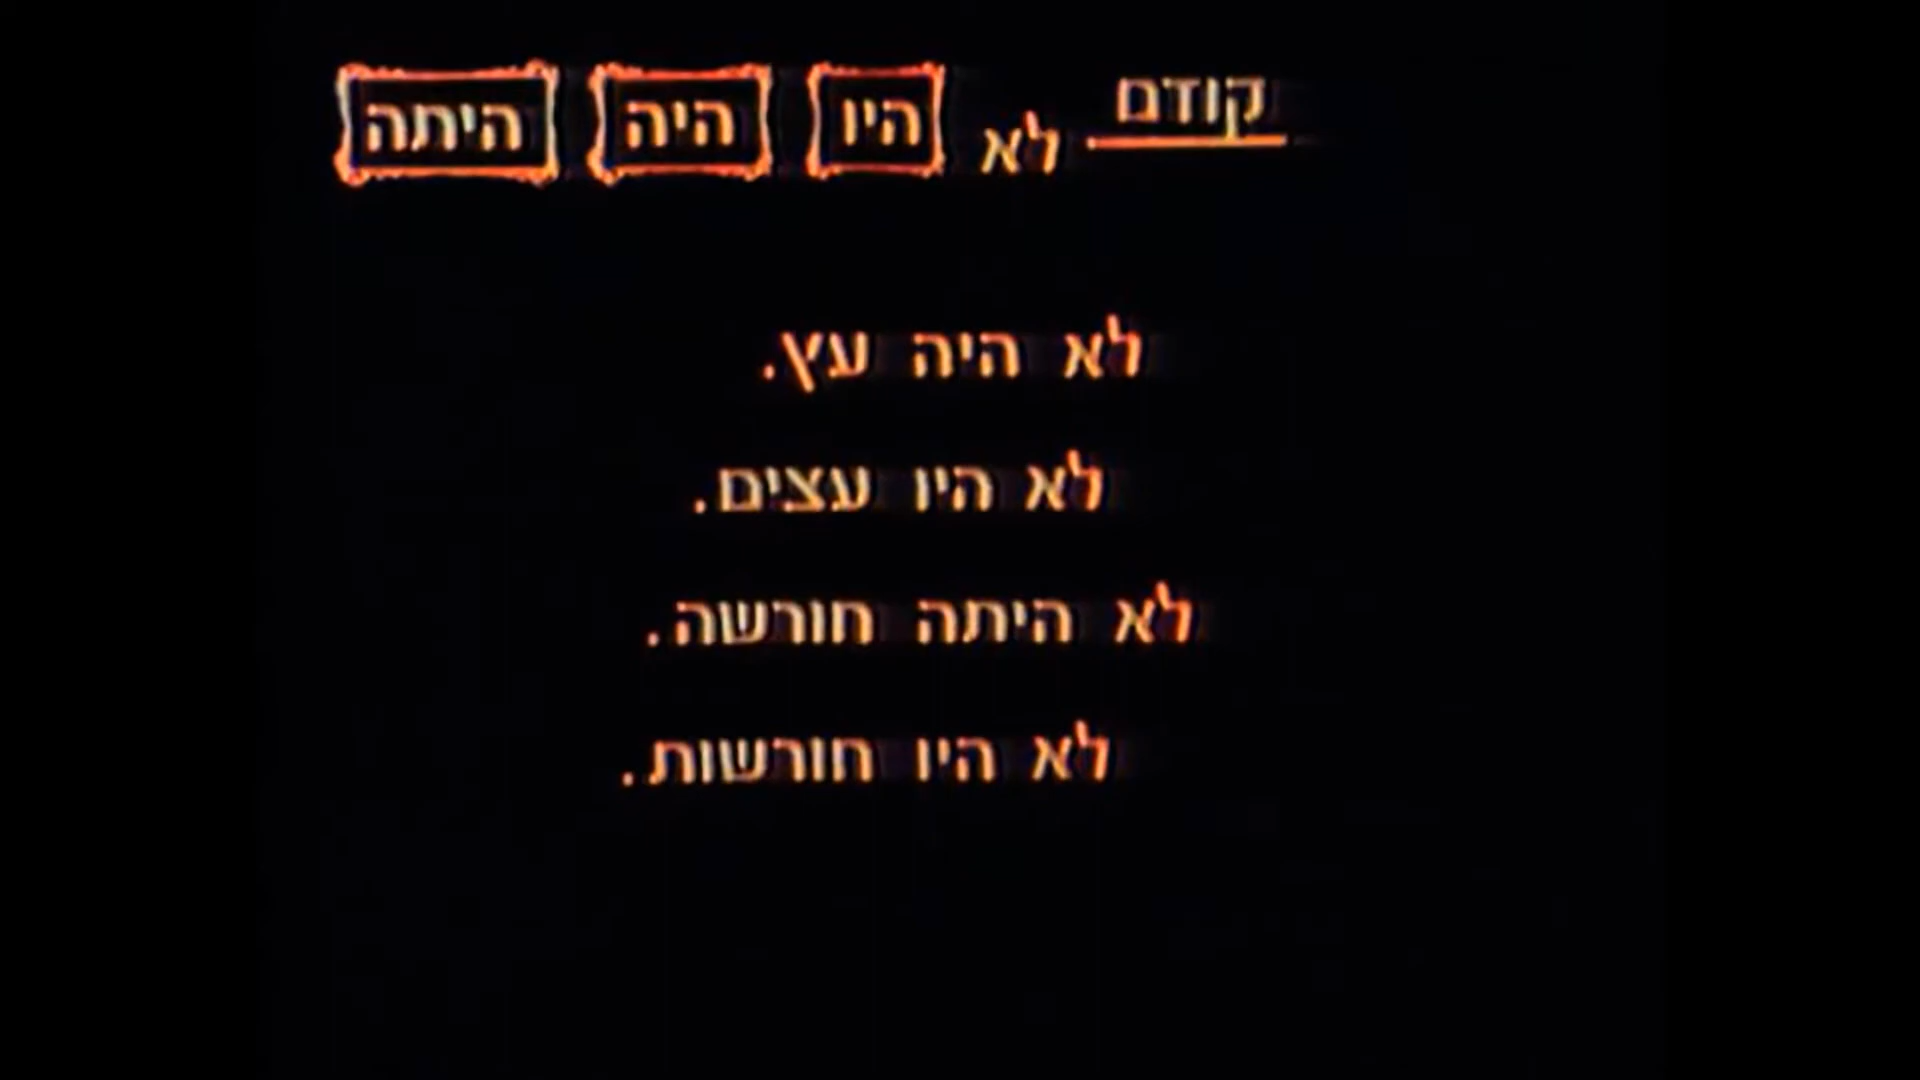 קודם לא היו היה היתה
לא היה עץ.
לא היו עצים.
לא היתה חורשה.
לא היו חורשות.